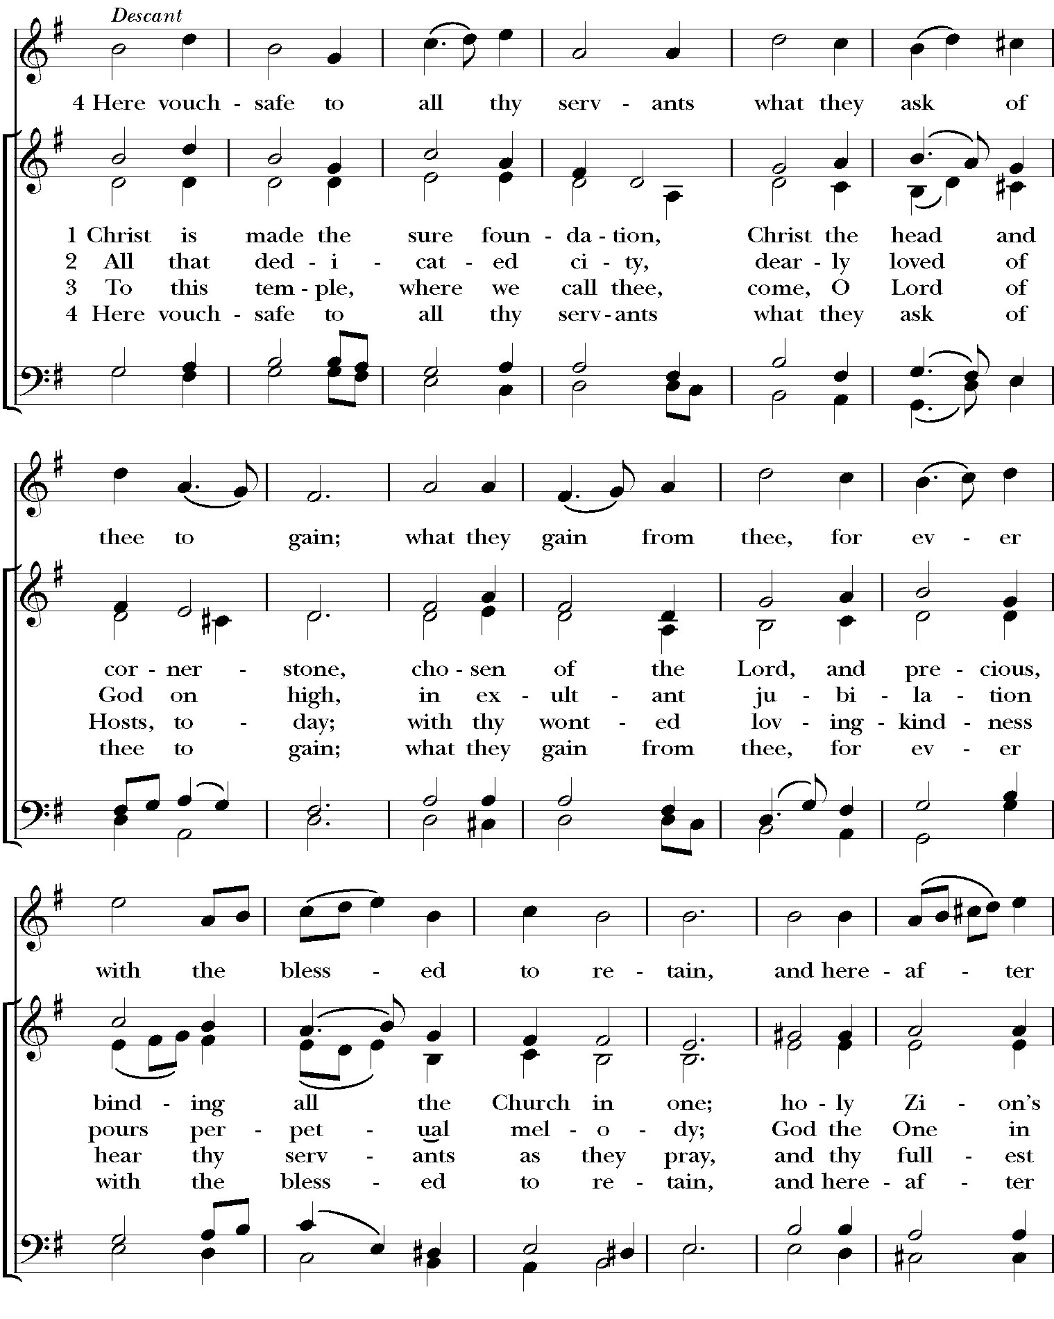 Descant
4 Here vouch - safe to all thy serv - ants what they ask of
1 Christ is made the sure foun - da - tion, Christ the head and
2 All that ded - i - cat - ed ci - ty, dear - ly loved of
3 To this tem - ple, where we call thee, come, O Lord of
4 Here vouch - safe to all thy serv - ants what they ask of
thee to gain; what they gain from thee, for ev - er
cor - ner - stone, cho - sen of the Lord, and pre - cious,
God on high, in ex - ult - ant ju - bi - la - tion
Hosts, to - day; with thy wont - ed lov - ing - kind - ness
thee to gain; what they gain from thee, for ev - er
with the bless - ed to re - tain, and here - af - ter
bind - ing all the Church in one; ho - ly Zi - on's
pours per - pet - ual mel - o - dy; God the One in
hear thy serv - ants as they pray, and thy full - est
with the bless - ed to re - tain, and here - af - ter